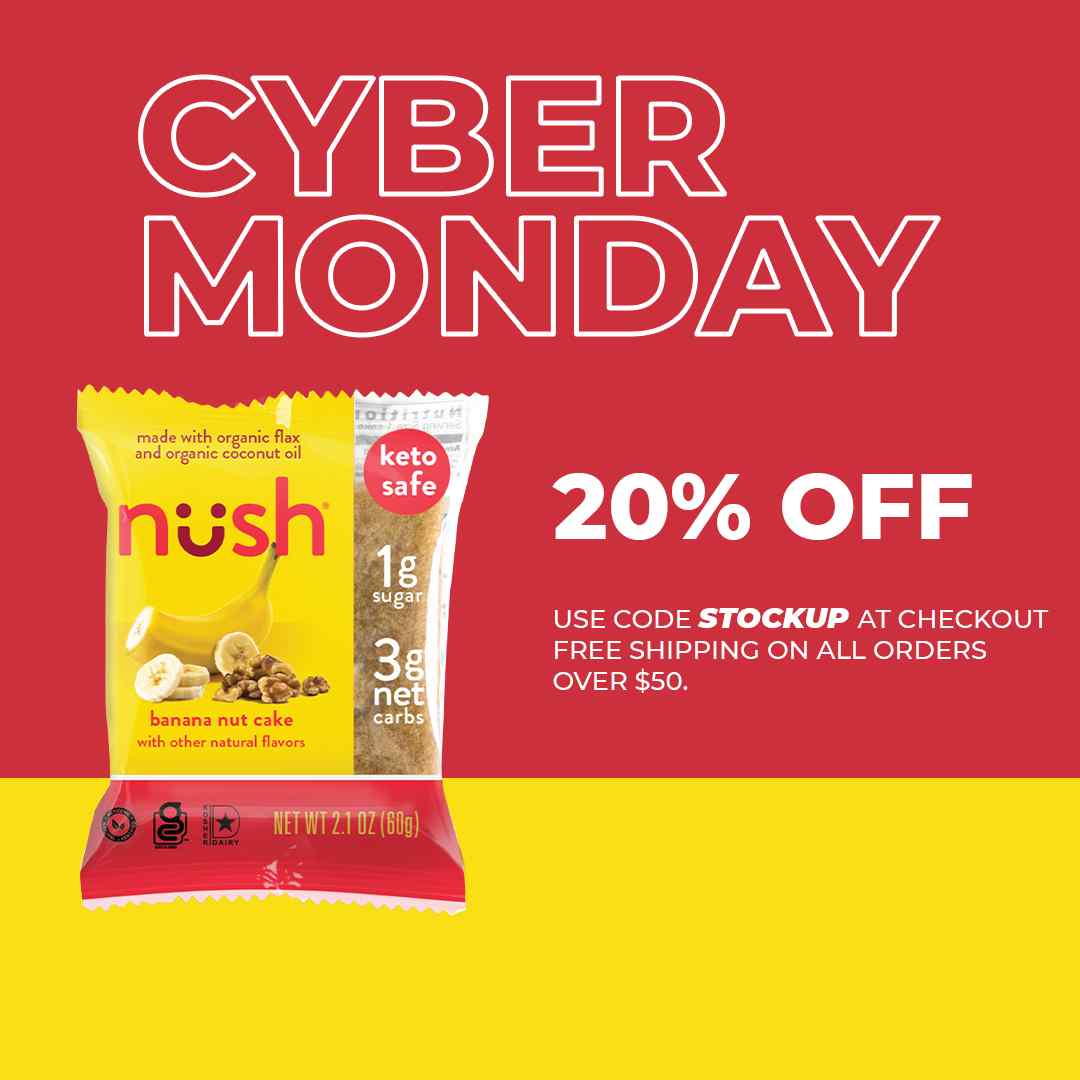 CYBER
MONDAY
made with organic flax
and organic coconut oil
nush®
keto
safe
1g
sugar
3g
net
carbs
banana nut cake
with other natural flavors
KOSHER DAIRY
NET WT 2.1 OZ (60g)
20% OFF
USE CODE STOCKUP AT CHECKOUT
FREE SHIPPING ON ALL ORDERS
OVER $50.